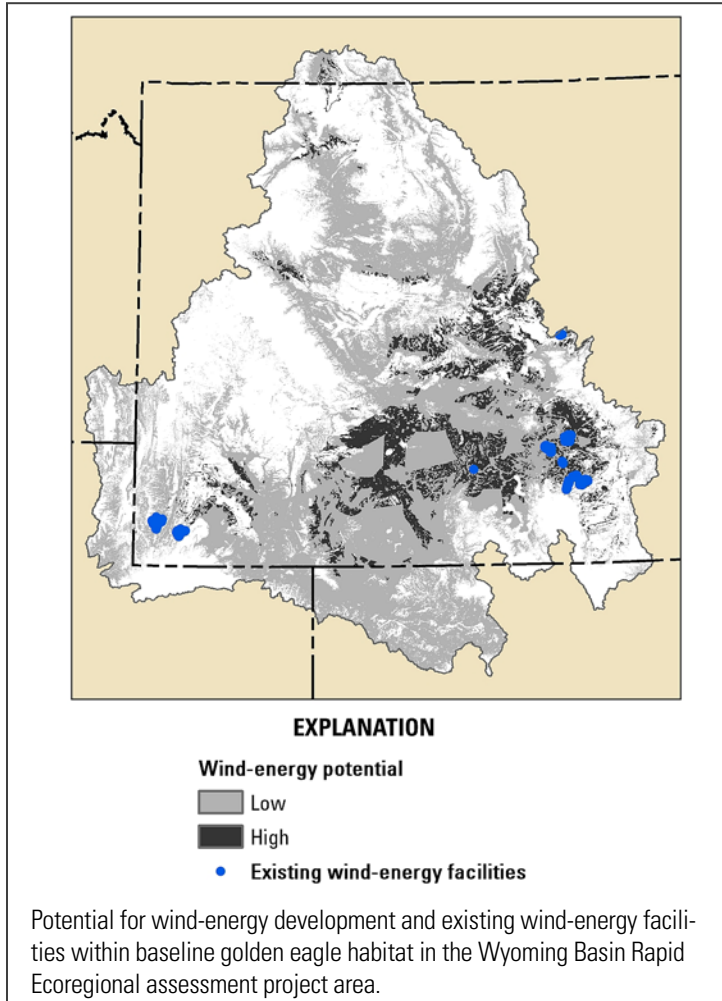 EXPLANATION
Wind-energy potential
Low
High
Existing wind-energy facilities
Potential for wind-energy development and existing wind-energy facili-
ties within baseline golden eagle habitat in the Wyoming Basin Rapid
Ecoregional assessment project area.